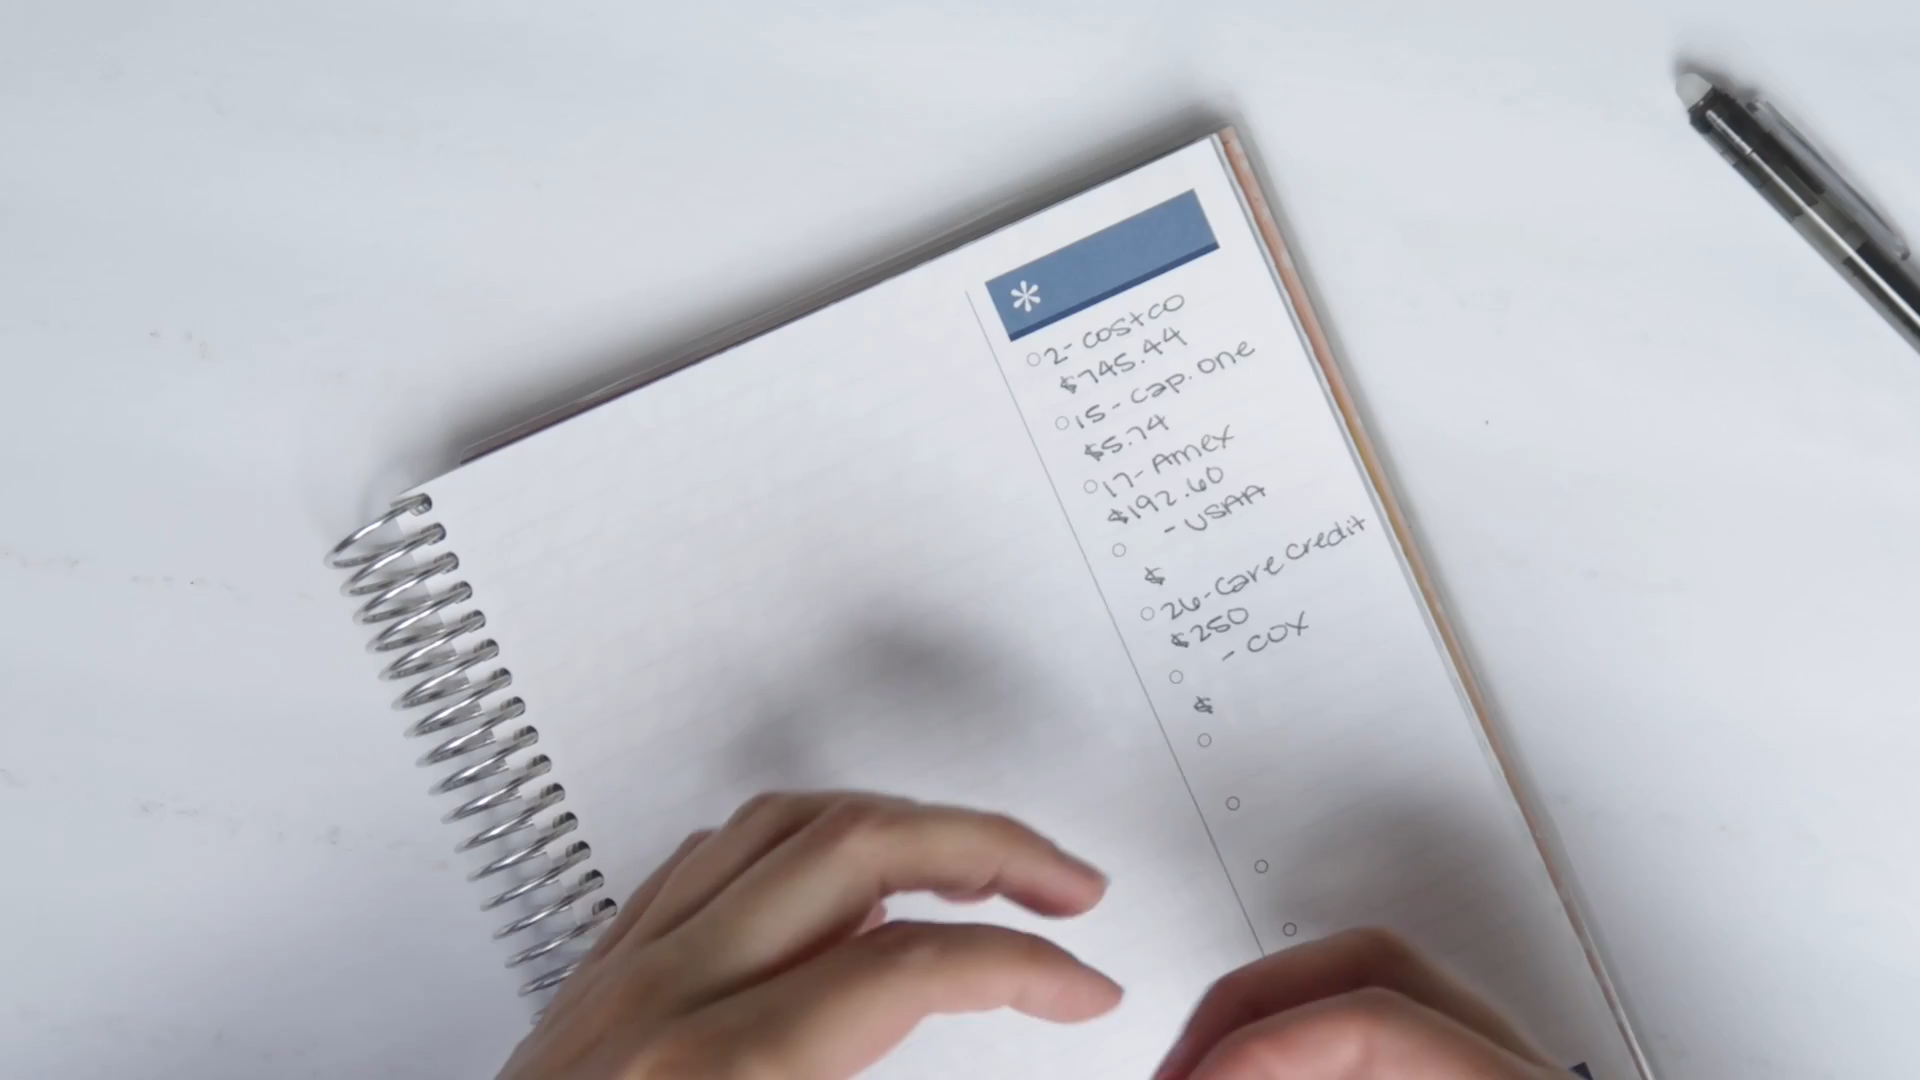 *
2- costco
$745.44
15- cap. one
$5.74
17- Amex
$192.60
- USAA
$
26- Care Credit
$250
- COX
$